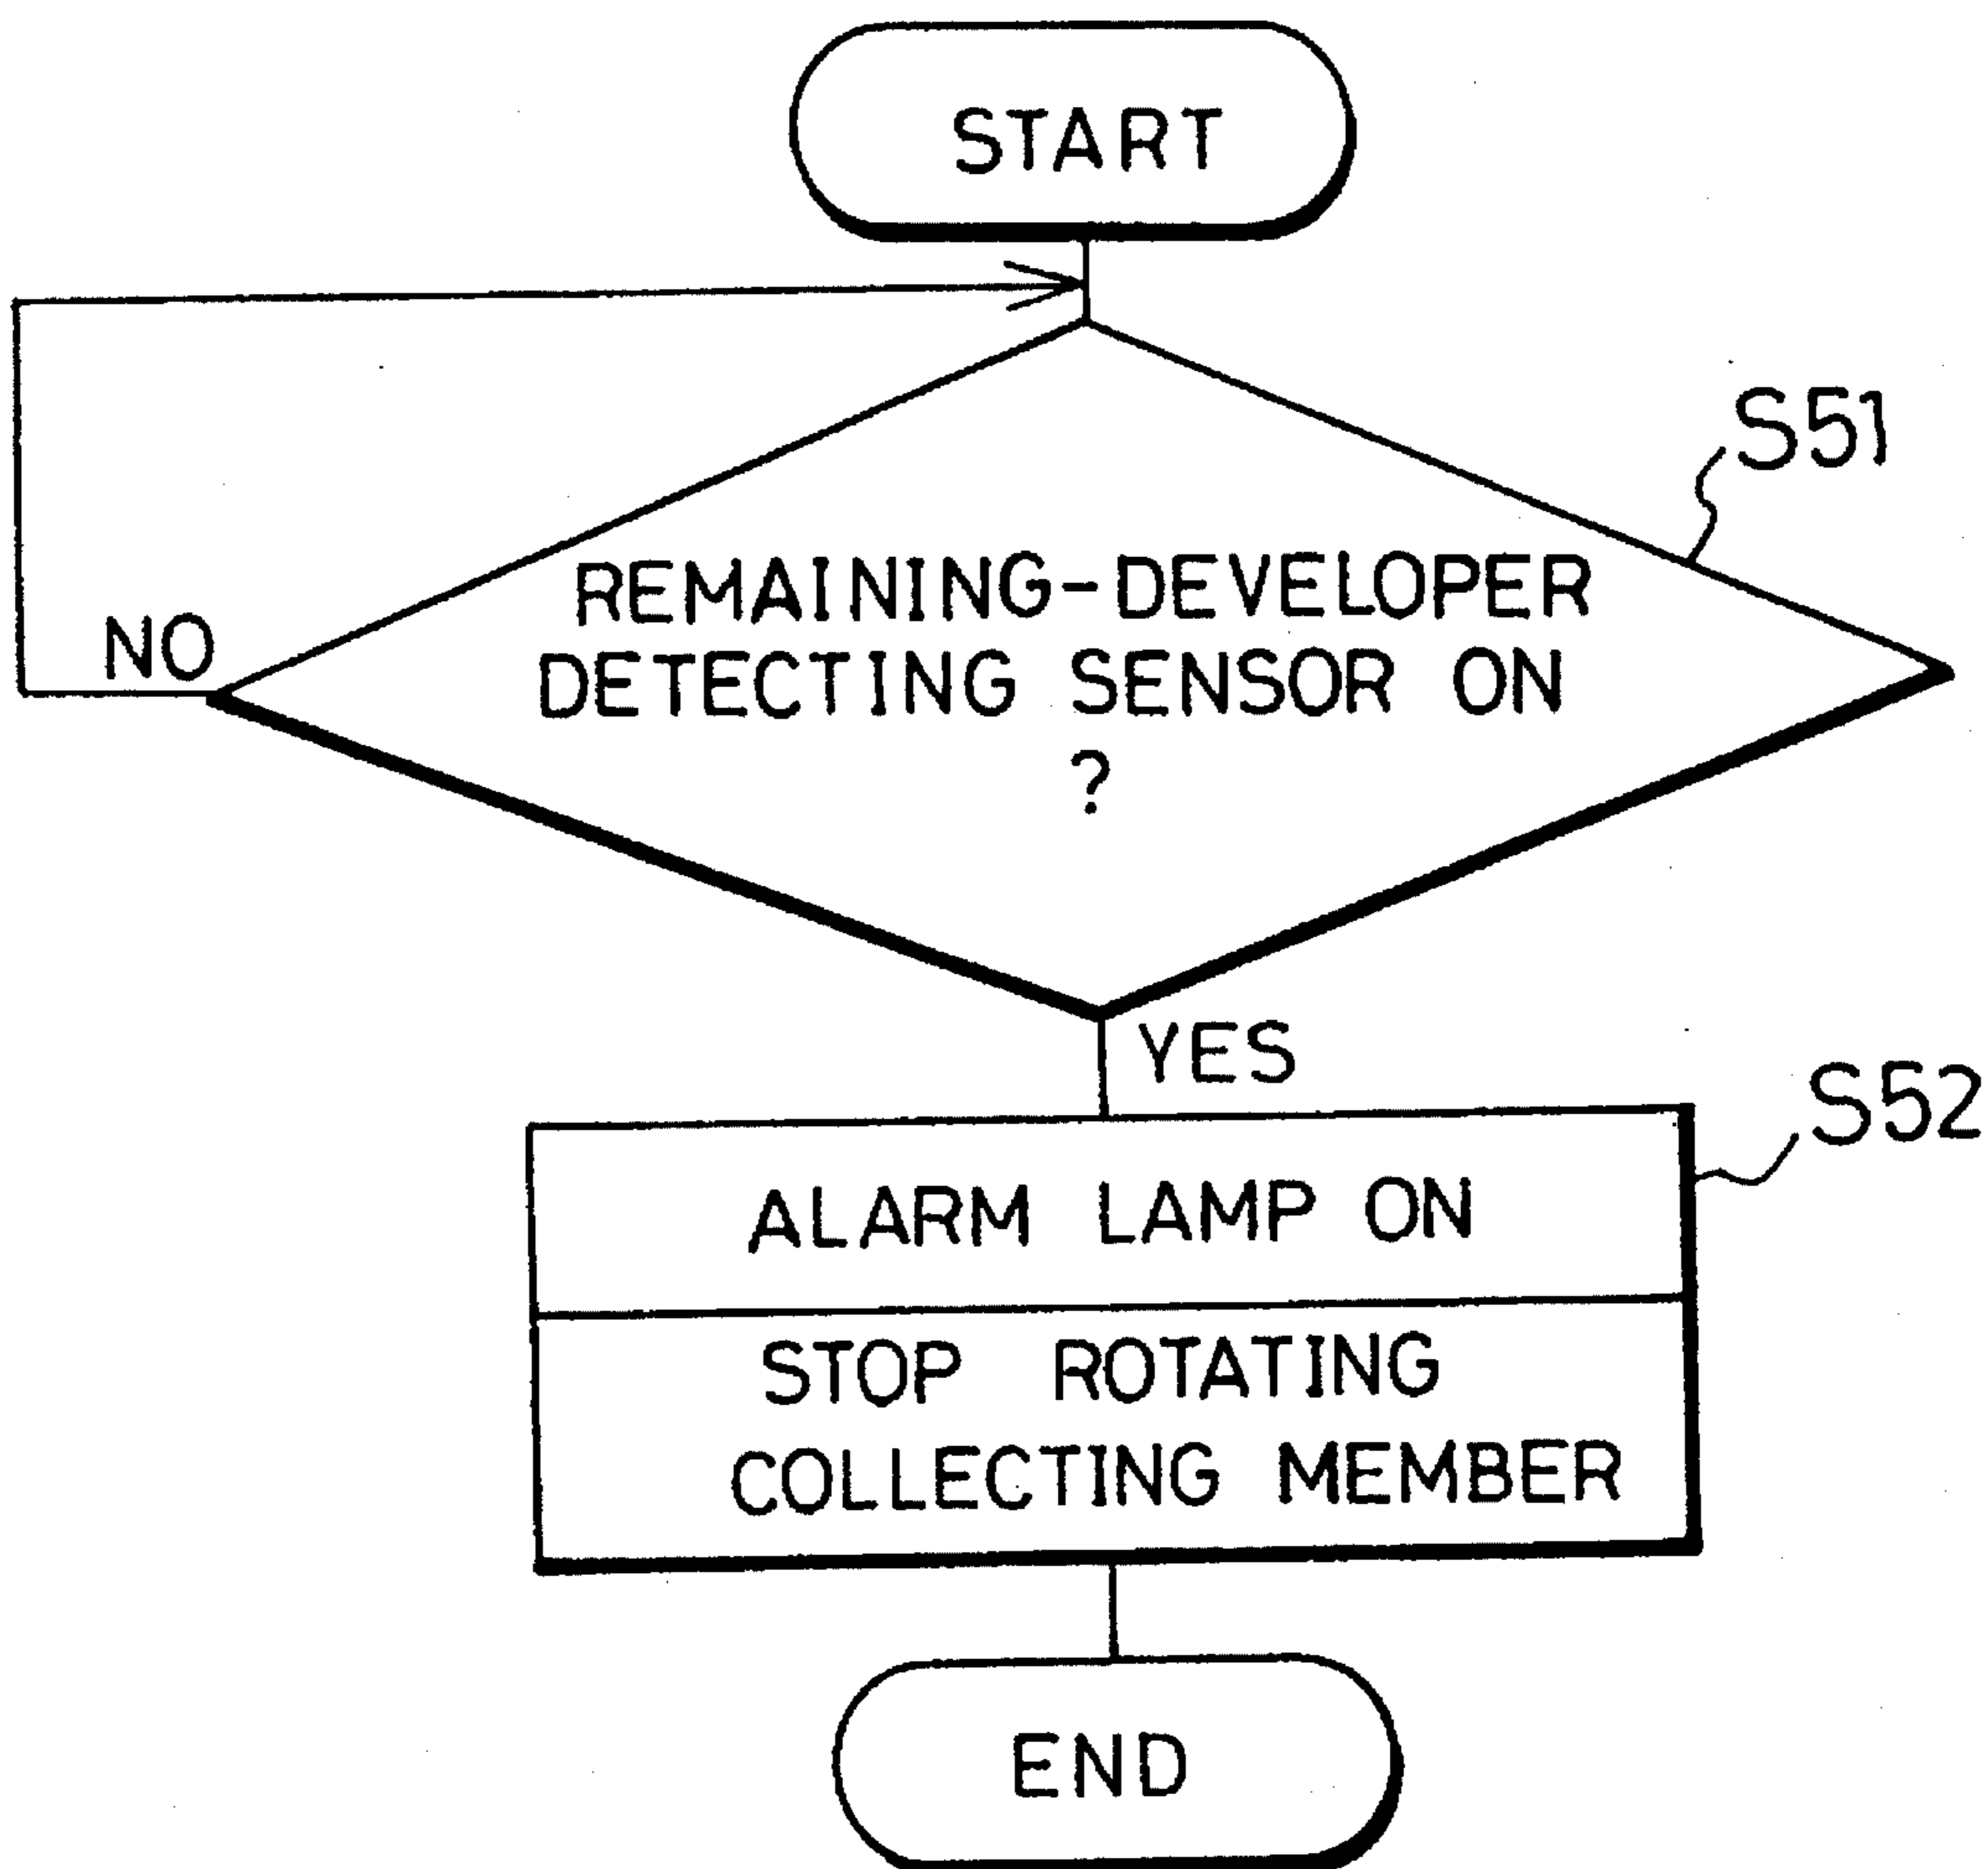 START
S51
REMAINING-DEVELOPER
DETECTING SENSOR ON
?
NO
YES
S52
ALARM LAMP ON
STOP ROTATING
COLLECTING MEMBER
END